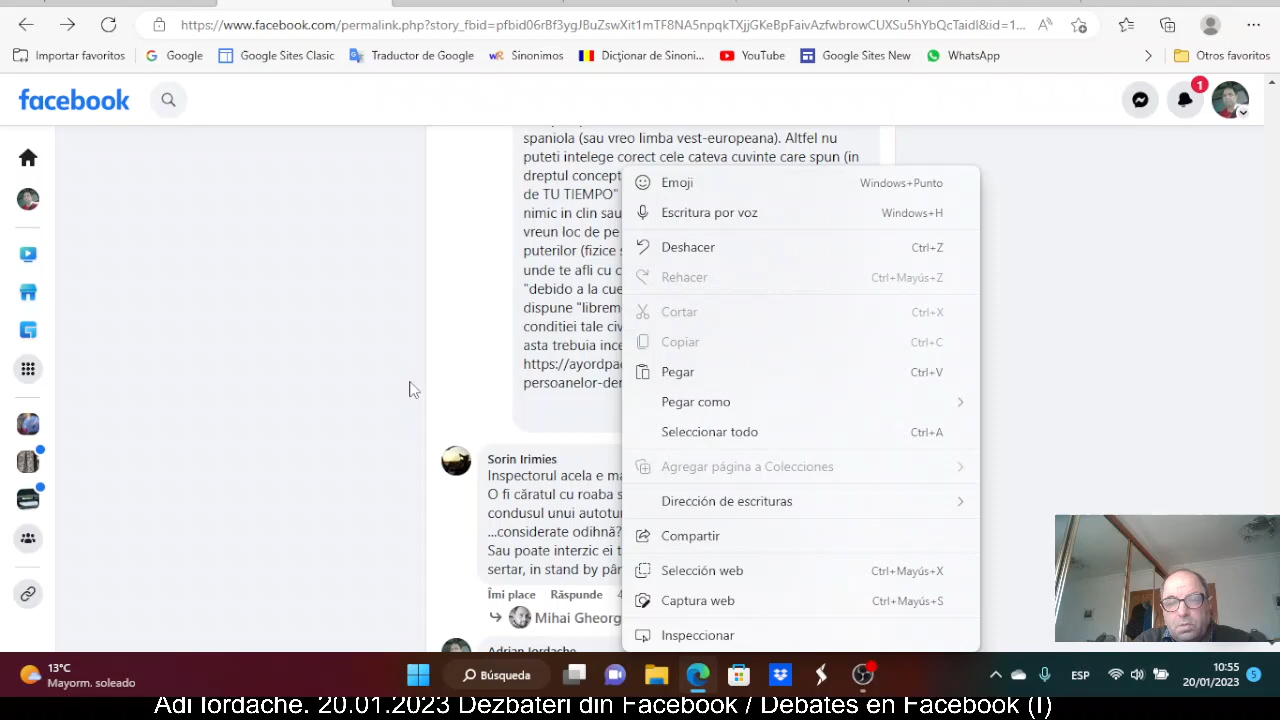 https://www.facebook.com/permalink.php?story_fbid=pfbid06rBf3ygJBuZswXit1mTF8NA5npqkTXjjGKeBpFaivAzfwbrowCUXSu5hYbQcTaidl&id=1...
Importar favoritos
Google
Google Sites Clasic
Traductor de Google
Sinonimos
Dicționar de Sinoni...
YouTube
Google Sites New
WhatsApp
Otros favoritos
facebook
1
spaniola (sau vreo limba vest-europeana). Altfel nu
puteti intelege corect cele cateva cuvinte care spun (in
dreptul concept
de TU TIEMPO"
nimic in clin sau
vreun loc de pe
puterilor (fizice s
unde te afli cu c
"debido a la cue
dispune "librem
conditiei tale civ
asta trebuia ince
https://ayordpa
persoanelor-der
Emoji Windows+Punto
Escritura por voz Windows+H
Deshacer Ctrl+Z
Rehacer Ctrl+Mayús+Z
Cortar Ctrl+X
Copiar Ctrl+C
Pegar Ctrl+V
Pegar como
Seleccionar todo Ctrl+A
Agregar página a Colecciones
Dirección de escrituras
Compartir
Selección web Ctrl+Mayús+X
Captura web Ctrl+Mayús+S
Inspeccionar
Sorin Irimies
Inspectorul acela e ma
O fi căratul cu roaba s
condusul unui autotur
...considerate odihnă?
Sau poate interzic ei t
sertar, in stand by pân
Îmi place Răspunde 4
Mihai Gheorg
Adrian Iordache
13°C
Mayorm. soleado
Búsqueda
ESP
10:55
20/01/2023
5
Adi Iordache. 20.01.2023 Dezbateri din Facebook / Debates en Facebook (I)